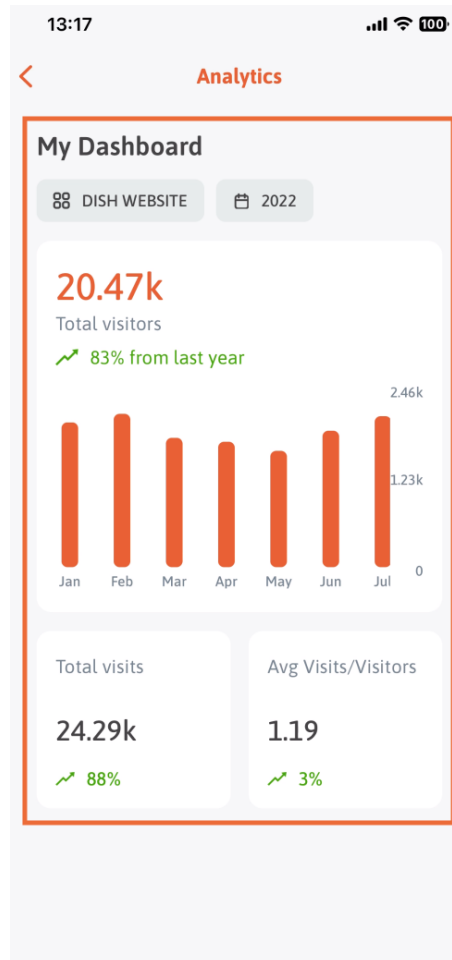 13:17
100
Analytics
My Dashboard
DISH WEBSITE
2022
20.47k
Total visitors
83% from last year
2.46k
1.23k
0
Jan Feb Mar Apr May Jun Jul
Total visits
24.29k
88%
Avg Visits/Visitors
1.19
3%